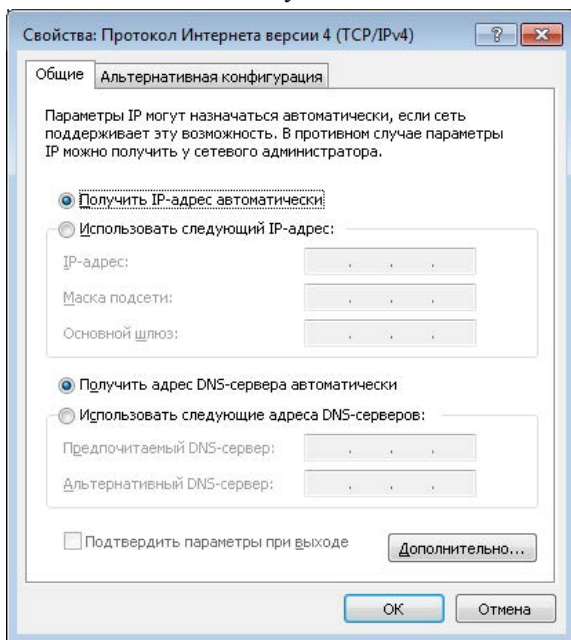 Свойства: Протокол Интернета версии 4 (TCP/IPv4)
Общие Альтернативная конфигурация
Параметры IP могут назначаться автоматически, если сеть
поддерживает эту возможность. В противном случае параметры
IP можно получить у сетевого администратора.
Получить IP-адрес автоматически
Использовать следующий IP-адрес:
IP-адрес:
Маска подсети:
Основной шлюз:
Получить адрес DNS-сервера автоматически
Использовать следующие адреса DNS-серверов:
Предпочитаемый DNS-сервер:
Альтернативный DNS-сервер:
Подтвердить параметры при выходе
Дополнительно...
ОК Отмена